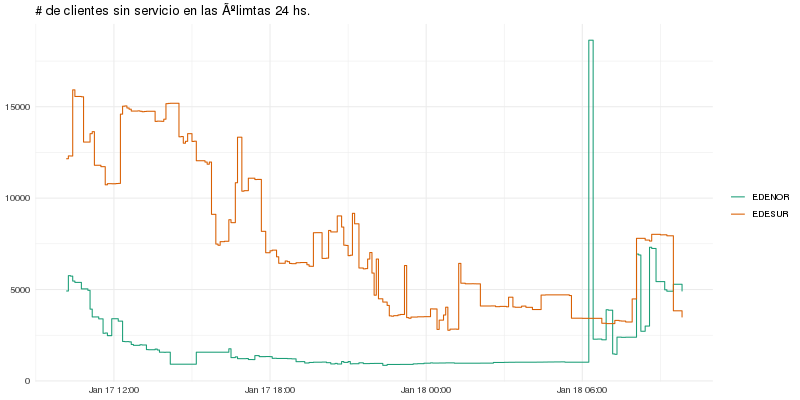 # de clientes sin servicio en las Ãºlimtas 24 hs.
15000
10000
5000
0
Jan 17 12:00
Jan 17 18:00
Jan 18 00:00
Jan 18 06:00
EDENOR
EDESUR